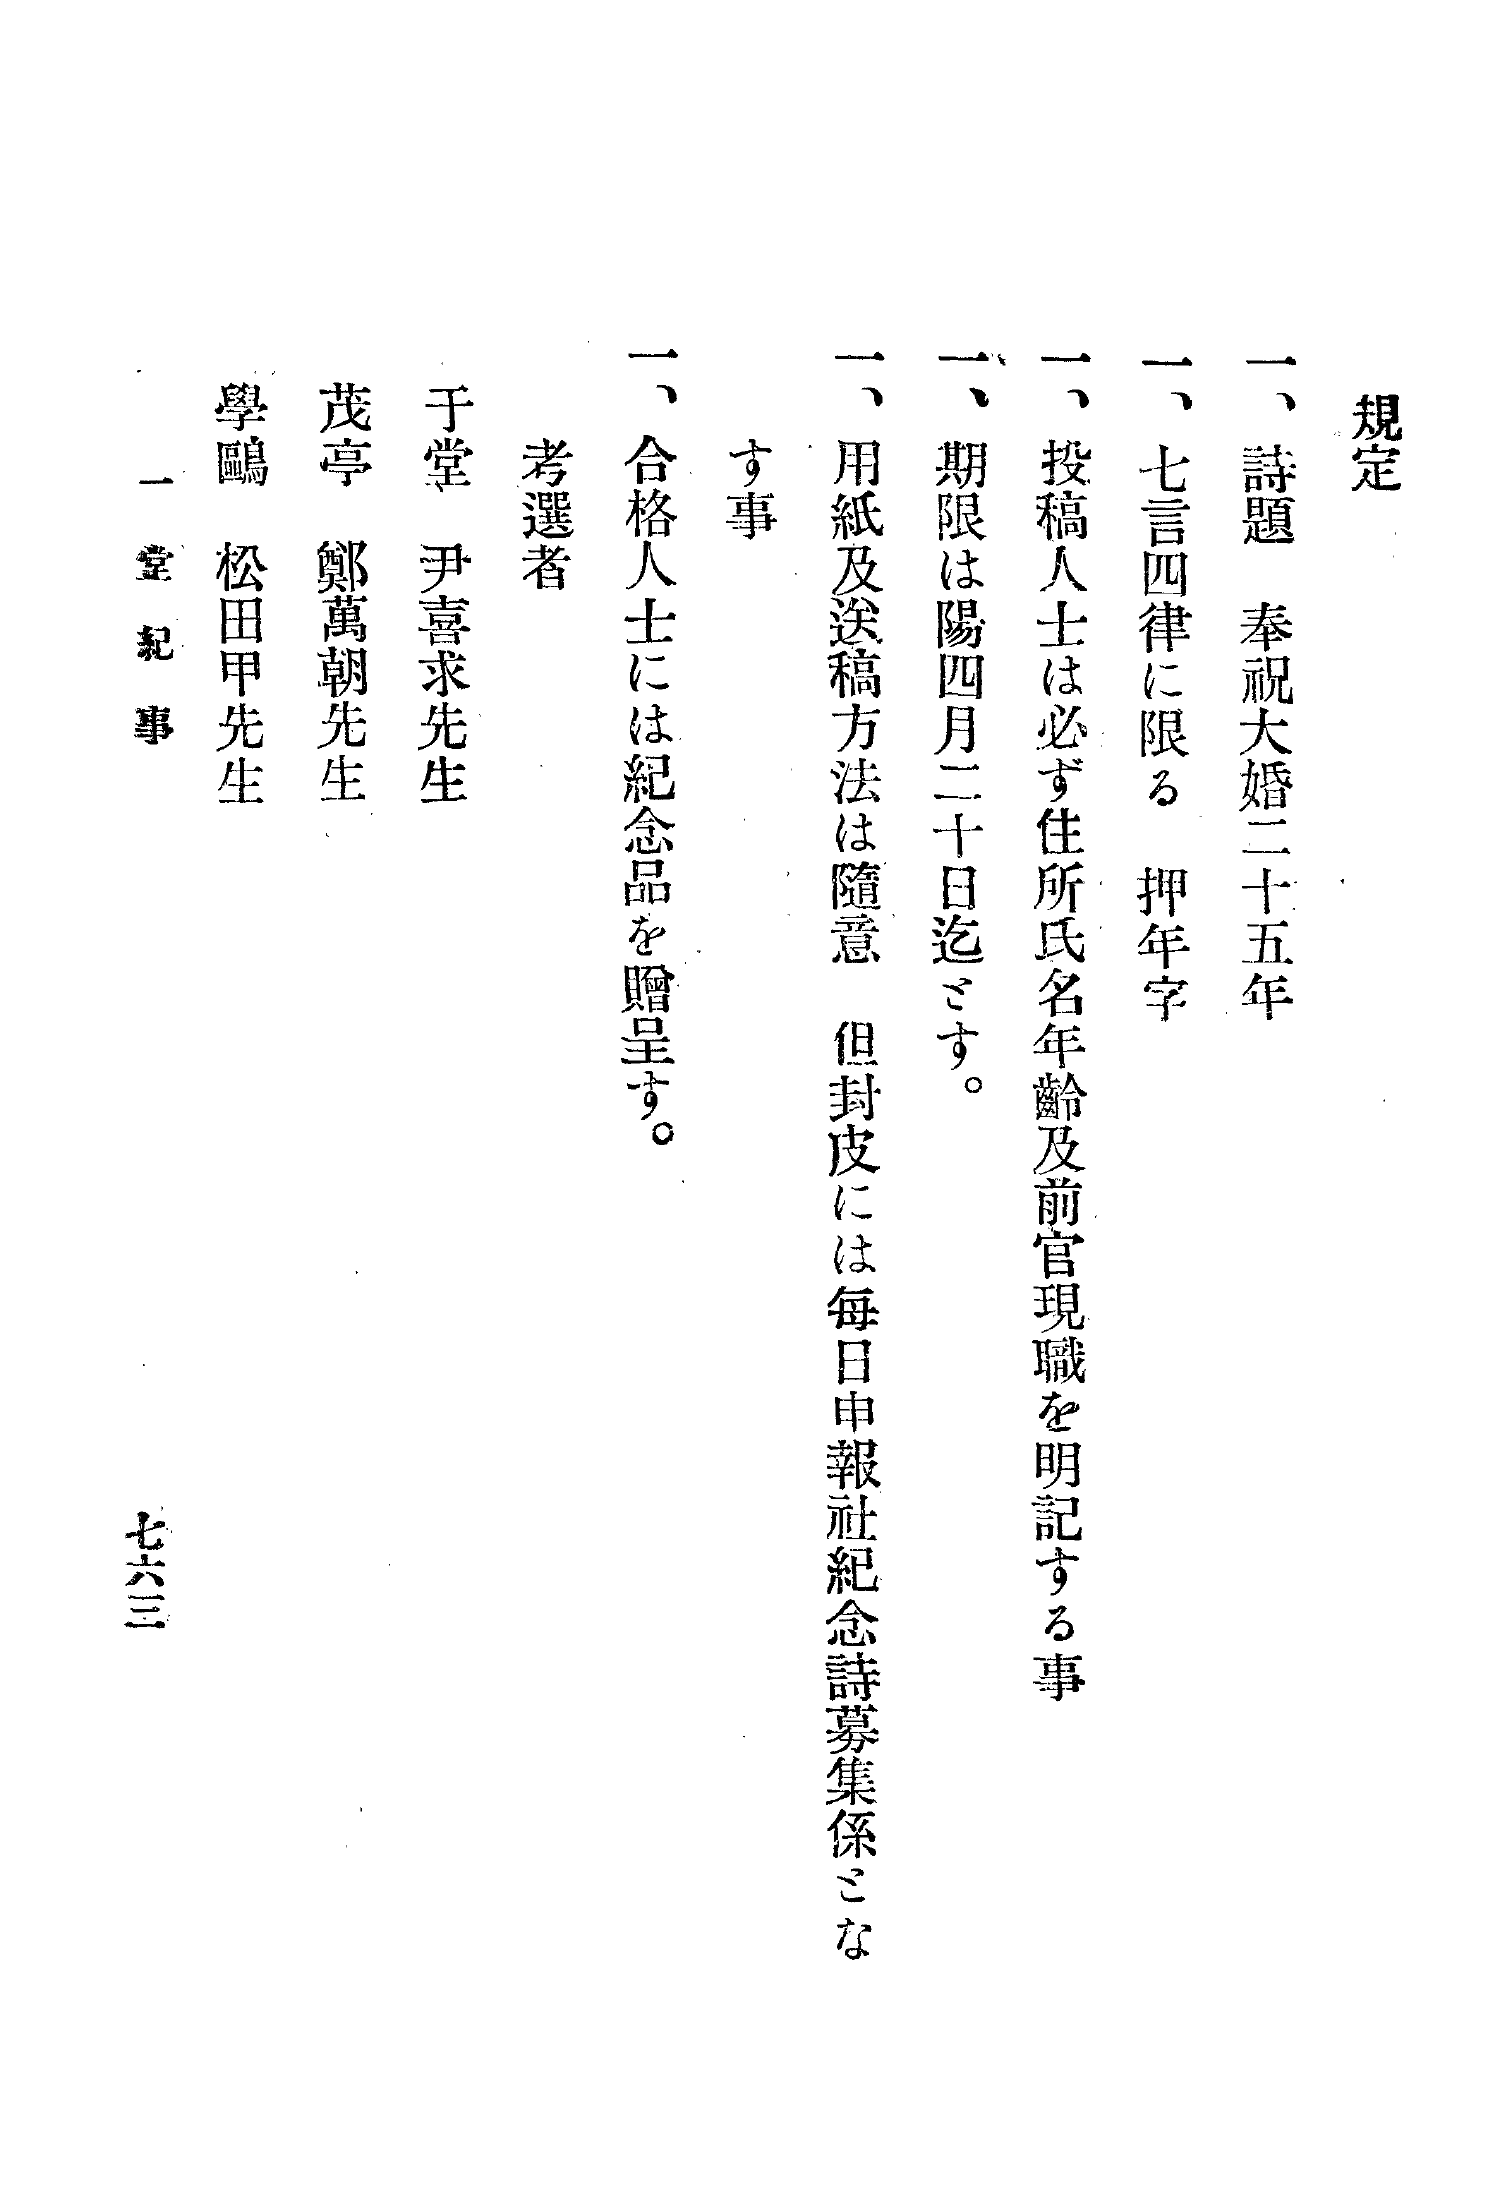 規定
一、詩題　奉祝大婚二十五年
一、七言四律に限る　押年字
一、投稿人士は必ず住所氏名年齡及前官現職を明記する事
一、期限は陽四月二十日迄とす。
一、用紙及送稿方法は隨意　但封皮には每日申報社紀念詩募集係とな
す事
一、合格人士には紀念品を贈呈す。
考選者
于堂　尹喜求先生
茂亭　鄭萬朝先生
學鷗　松田甲先生
一堂紀事
七六三